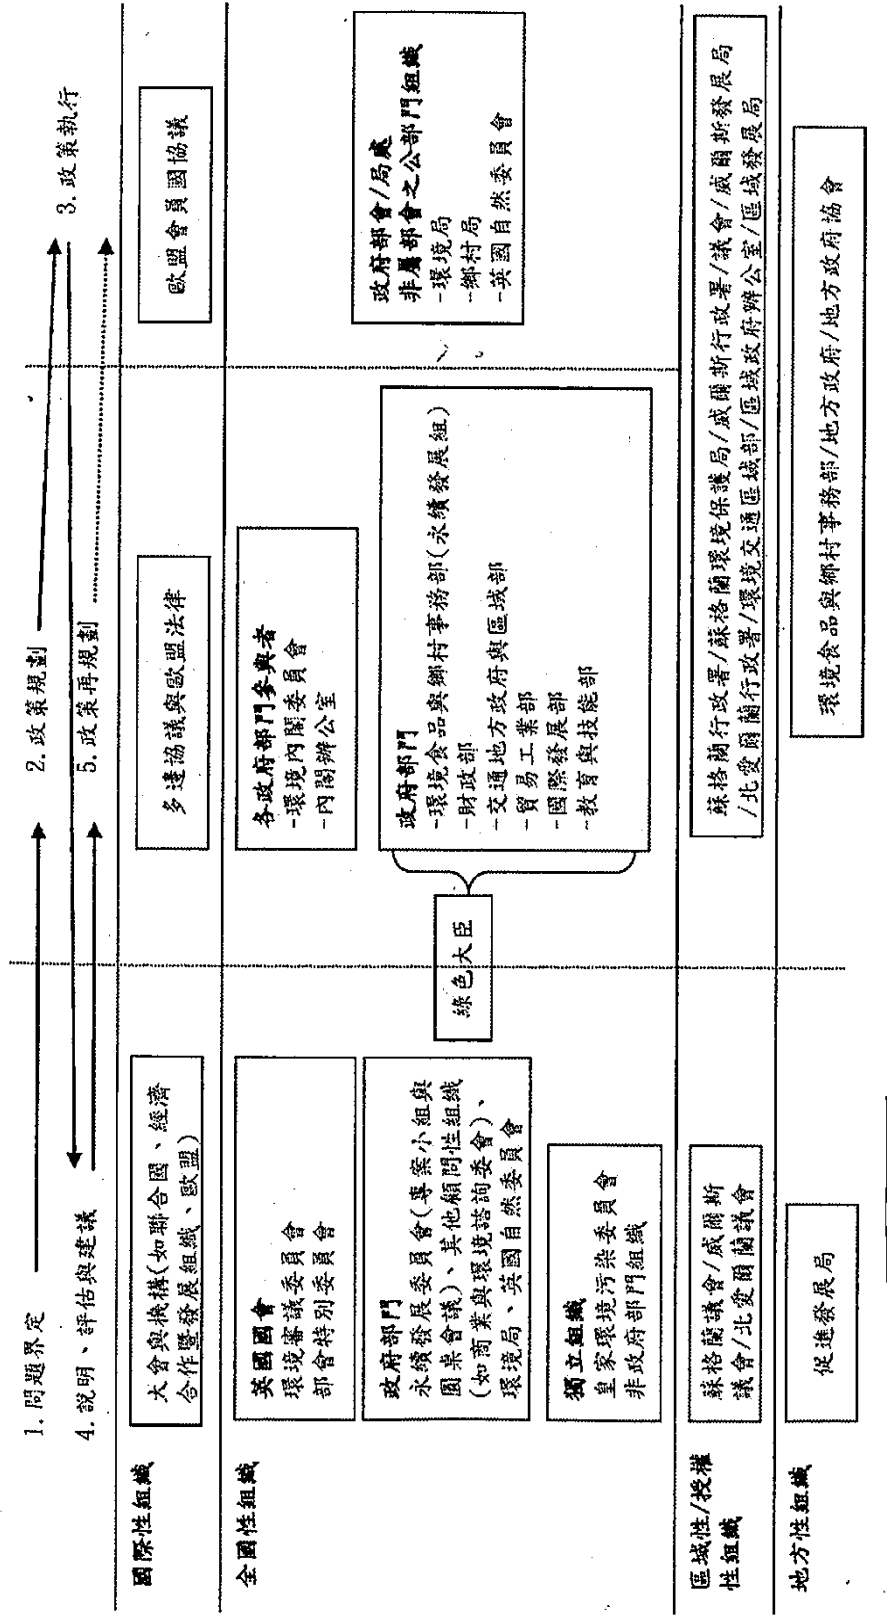 1. 問題界定
2. 政策規劃
3. 政策執行
4. 說明、評估與建議
5. 政策再規劃
國際性組織
大會與機構(如聯合國、經濟
合作暨發展組織、歐盟)
多邊協議與歐盟法律
歐盟會員國協議
全國性組織
英國國會
環境審議委員會
部會特別委員會
政府部門
永續發展委員會(專案小組與
圓桌會議)、其他顧問性組織
(如商業與環境諮詢委會)、
環境局、英國自然委員會
獨立組織
皇家環境污染委員會
非政府部門組織
綠色大臣
各政府部門參與者
-環境內閣委員會
-內閣辦公室
政府部門
-環境食品與鄉村事務部(永續發展組)
-財政部
-交通地方政府與區域部
-貿易工業部
-國際發展部
-教育與技能部
政府部會/局處
非屬部會之公部門組織
-環境局
-鄉村局
-英國自然委員會
區域性/授權
性組織
蘇格蘭議會/威爾斯
議會/北愛爾蘭議會
蘇格蘭行政署/蘇格蘭環境保護局/威爾斯行政署/議會/威爾斯發展局
/北愛爾蘭行政署/環境交通區域部/區域政府辦公室/區域發展局
地方性組織
促進發展局
環境食品與鄉村事務部/地方政府/地方政府協會